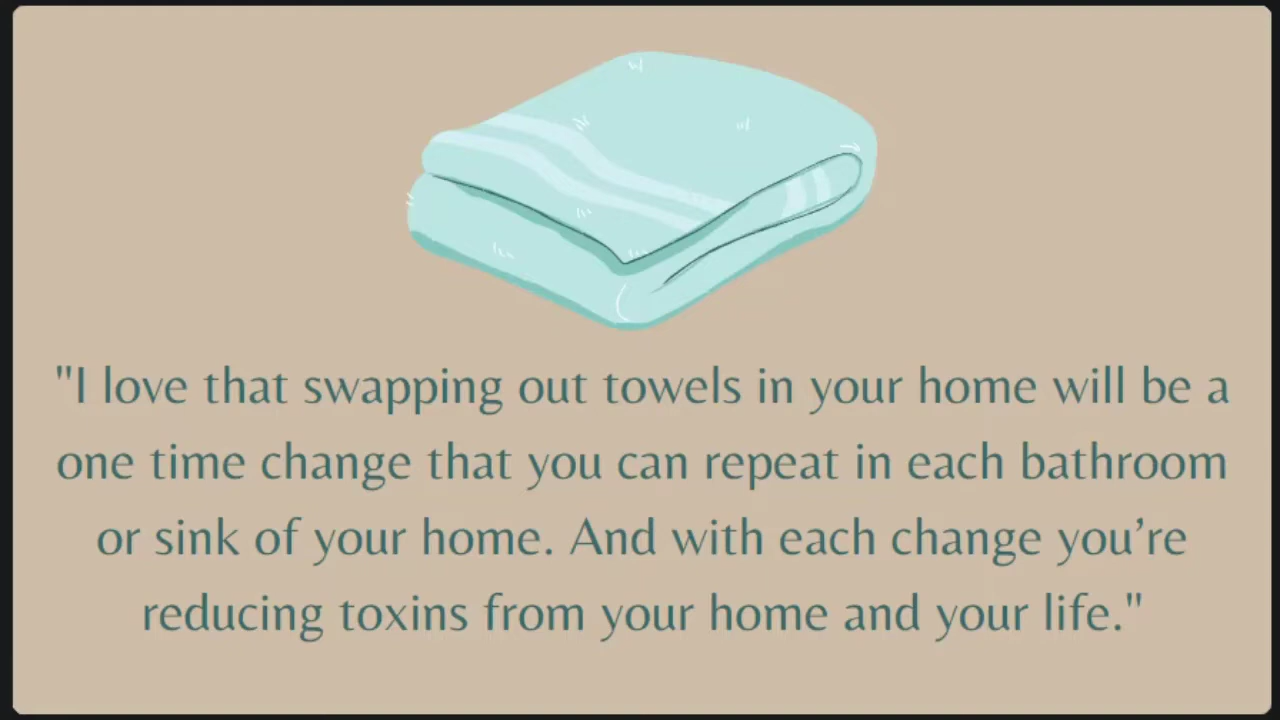 "I love that swapping out towels in your home will be a
one time change that you can repeat in each bathroom
or sink of your home. And with each change you’re
reducing toxins from your home and your life."